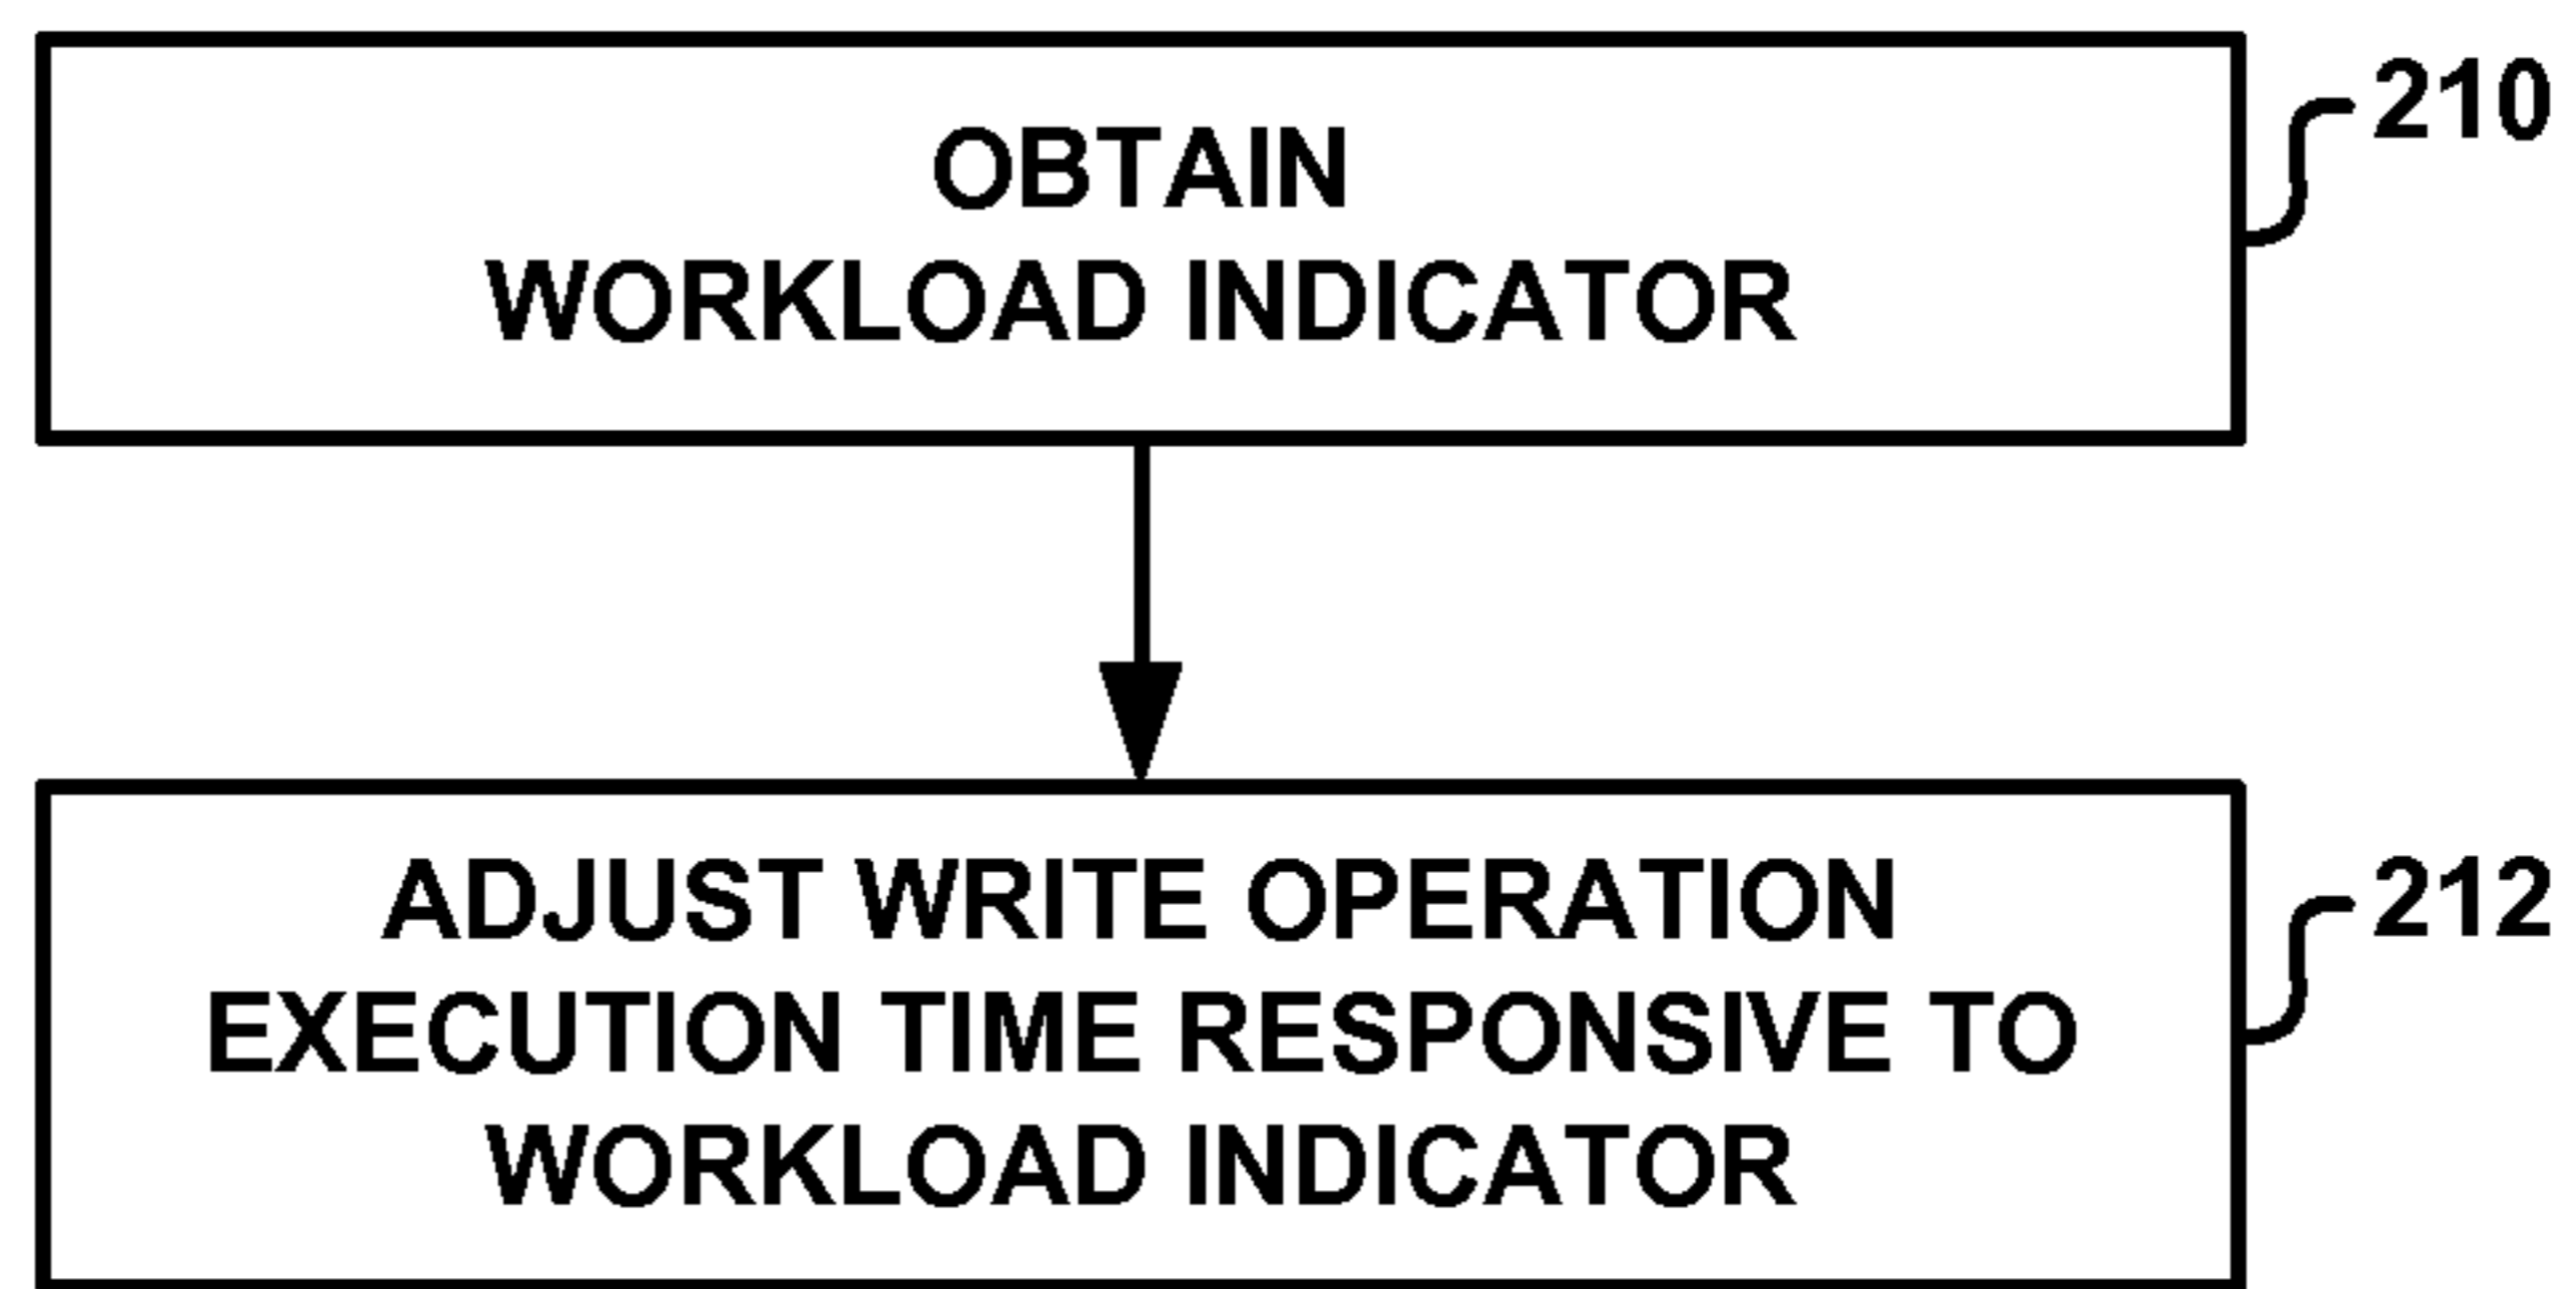 OBTAIN
WORKLOAD INDICATOR
210
ADJUST WRITE OPERATION
EXECUTION TIME RESPONSIVE TO
WORKLOAD INDICATOR
212